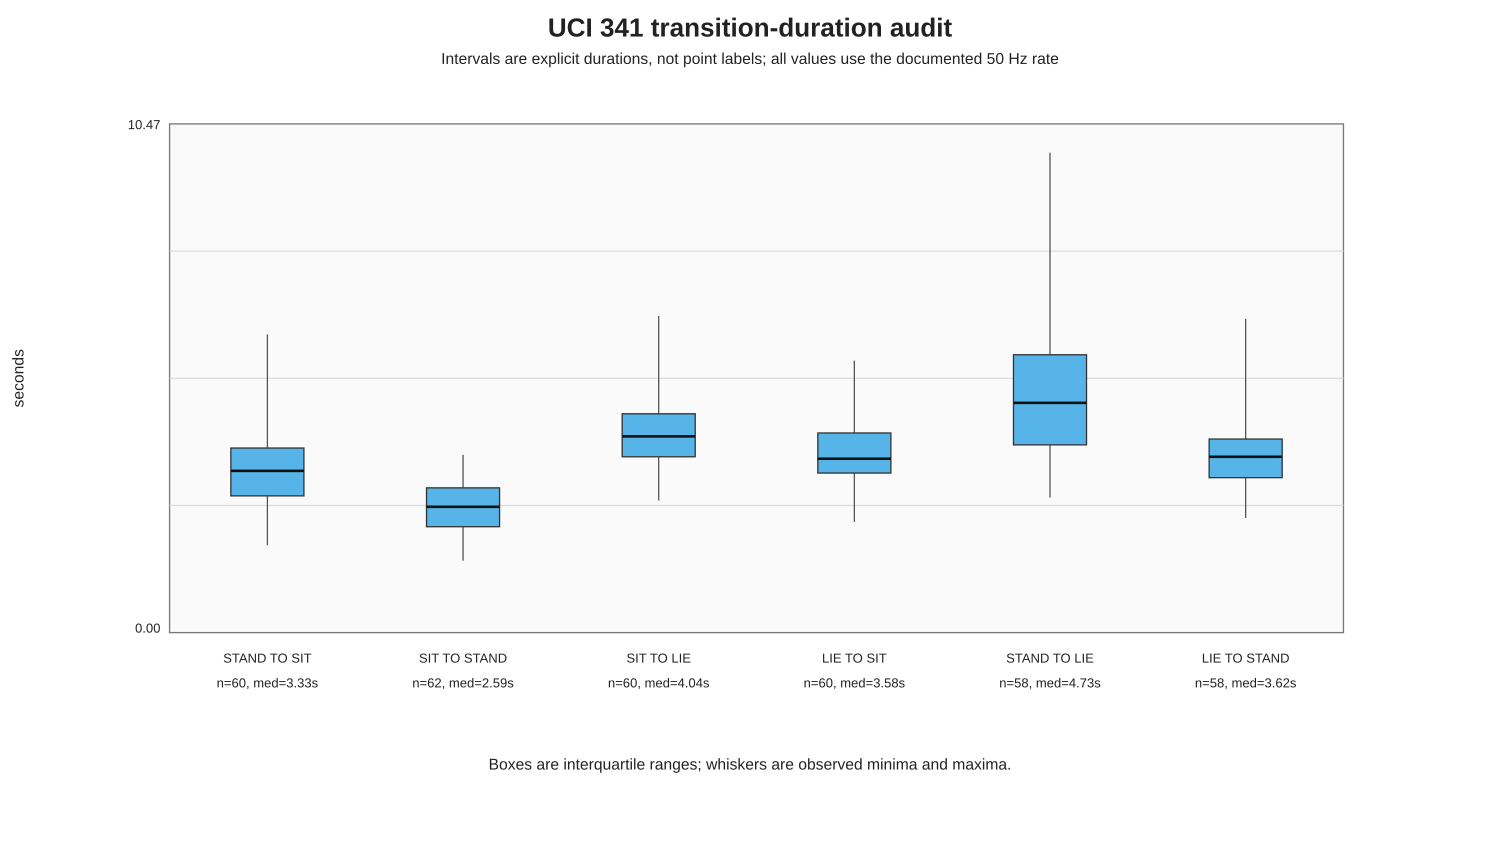 UCI 341 transition-duration audit
Intervals are explicit durations, not point labels; all values use the documented 50 Hz rate
10.47
seconds
0.00
STAND TO SIT SIT TO STAND SIT TO LIE LIE TO SIT STAND TO LIE LIE TO STAND
n=60, med=3.33s n=62, med=2.59s n=60, med=4.04s n=60, med=3.58s n=58, med=4.73s n=58, med=3.62s
Boxes are interquartile ranges; whiskers are observed minima and maxima.